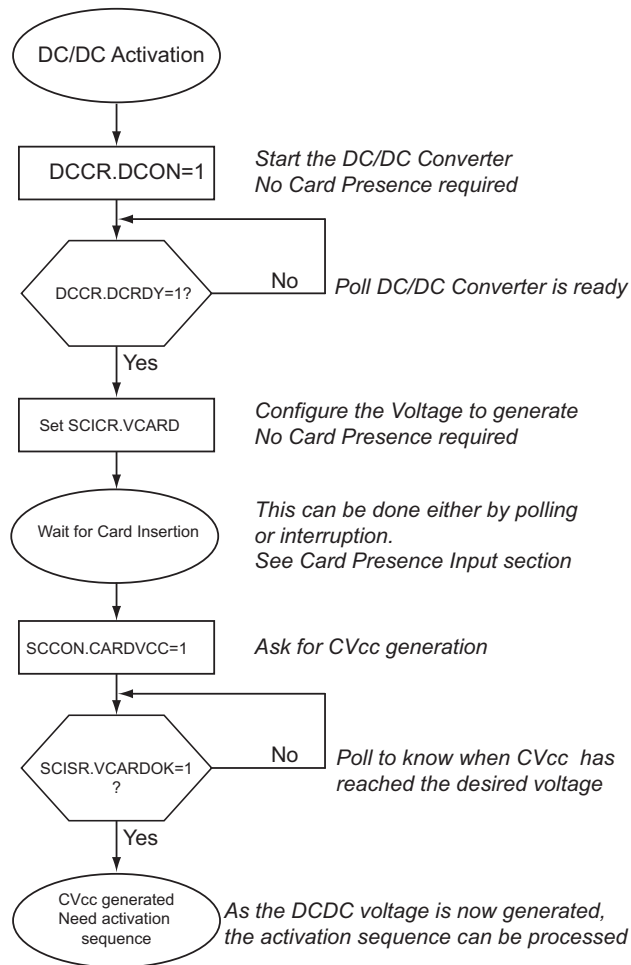 DC/DC Activation
DCCR.DCON=1
Start the DC/DC Converter
No Card Presence required
DCCR.DCRDY=1?
No
Poll DC/DC Converter is ready
Yes
Set SCICR.VCARD
Configure the Voltage to generate
No Card Presence required
Wait for Card Insertion
This can be done either by polling
or interruption.
See Card Presence Input section
SCCON.CARDVCC=1
Ask for CVcc generation
SCISR.VCARDOK=1
?
No
Poll to know when CVcc has
reached the desired voltage
Yes
CVcc generated
Need activation
sequence
As the DCDC voltage is now generated,
the activation sequence can be processed